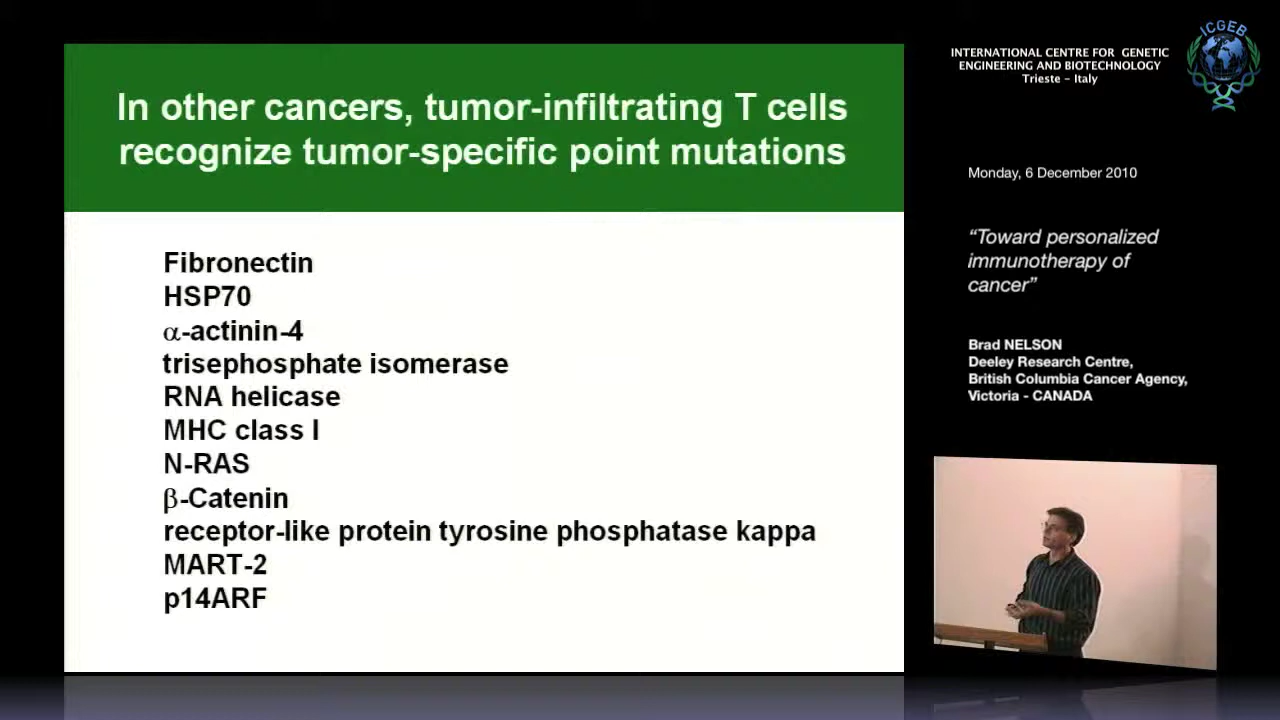 In other cancers, tumor-infiltrating T cells
recognize tumor-specific point mutations
Fibronectin
HSP70
α-actinin-4
trisephosphate isomerase
RNA helicase
MHC class I
N-RAS
β-Catenin
receptor-like protein tyrosine phosphatase kappa
MART-2
p14ARF
ICGEB
INTERNATIONAL CENTRE FOR GENETIC
ENGINEERING AND BIOTECHNOLOGY
Trieste – Italy
Monday, 6 December 2010
“Toward personalized
immunotherapy of
cancer”
Brad NELSON
Deeley Research Centre,
British Columbia Cancer Agency,
Victoria - CANADA